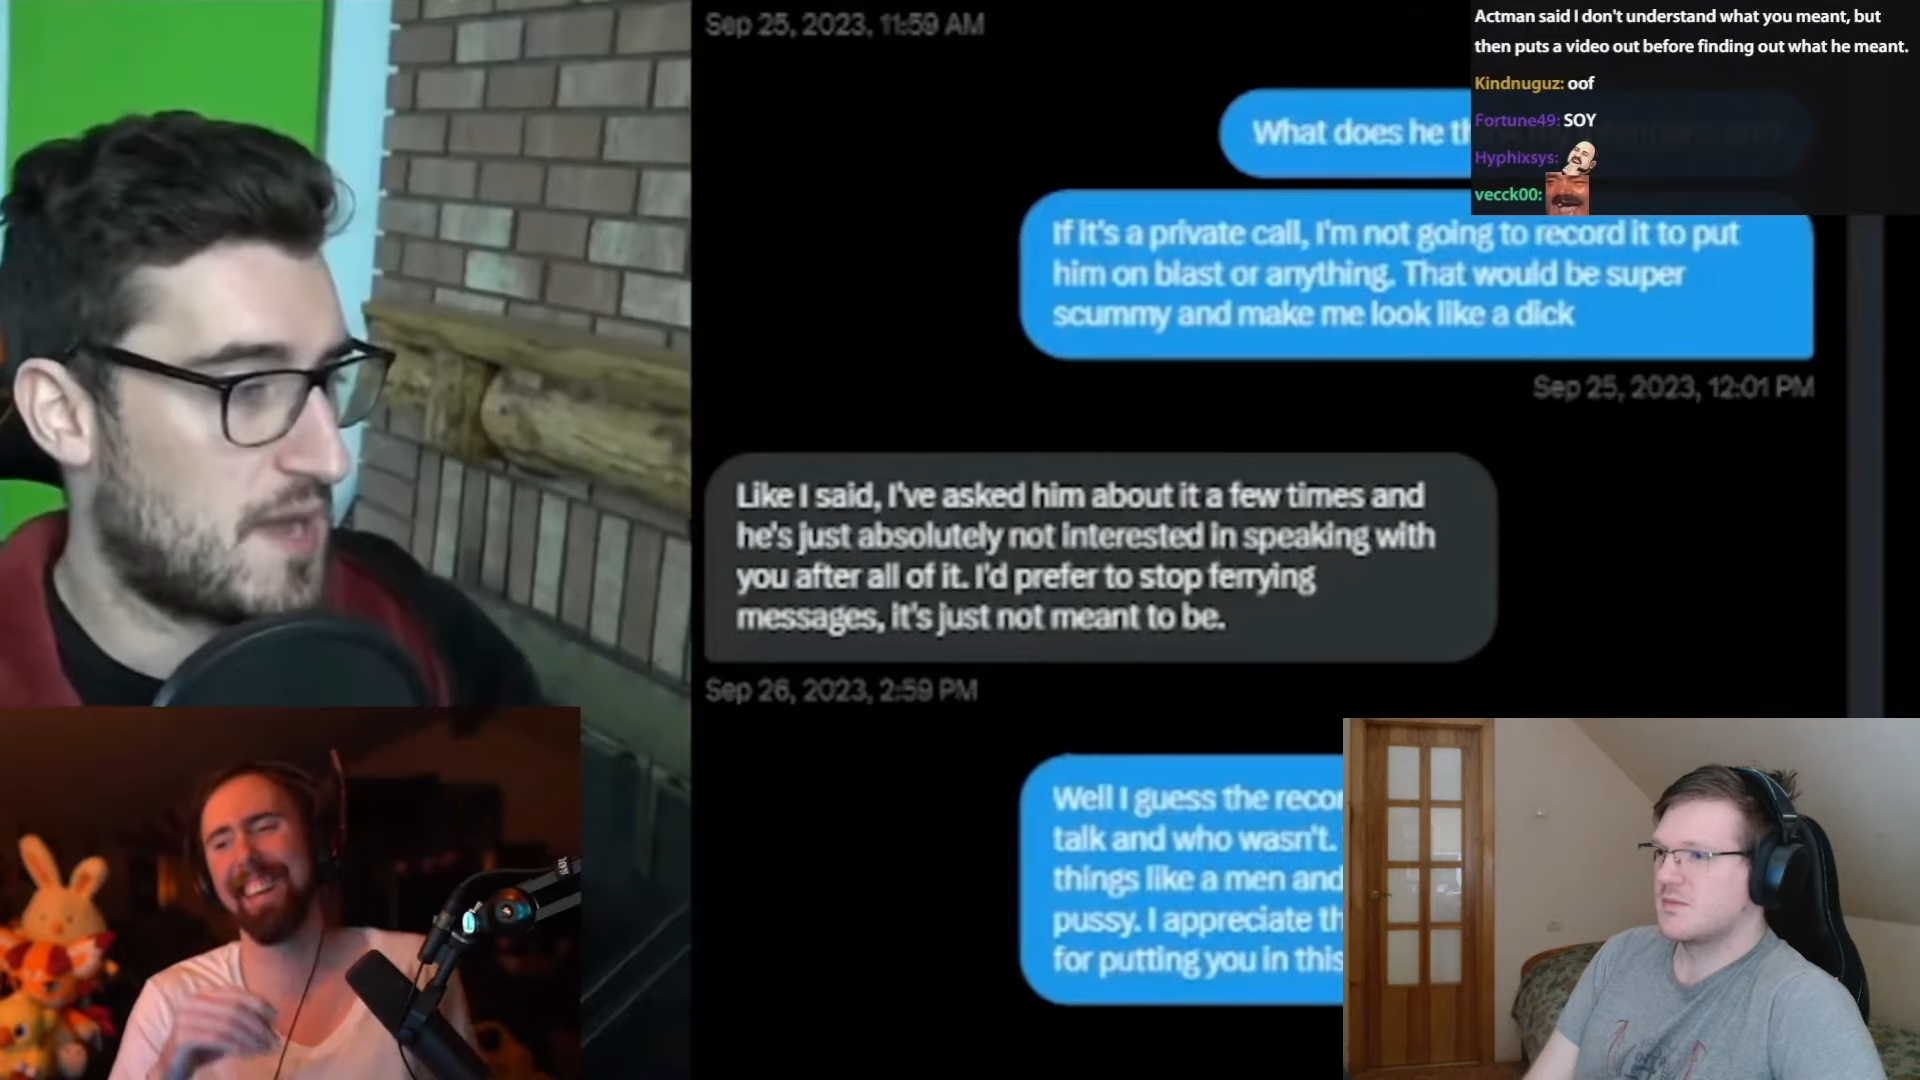 Sep 25, 2023, 11:59 AM
Actman said I don't understand what you meant, but
then puts a video out before finding out what he meant.
Kindnuguz: oof
Fortune49: SOY
Hyphixsys:
vecck00:
What does he
If it's a private call, I'm not going to record it to put
him on blast or anything. That would be super
scummy and make me look like a dick
Sep 25, 2023, 12:01 PM
Like I said, I've asked him about it a few times and
he's just absolutely not interested in speaking with
you after all of it. I'd prefer to stop ferrying
messages, it's just not meant to be.
Sep 26, 2023, 2:59 PM
Well I guess the
talk and who wasn't.
things like a men and
pussy. I appreciate
for putting you in this